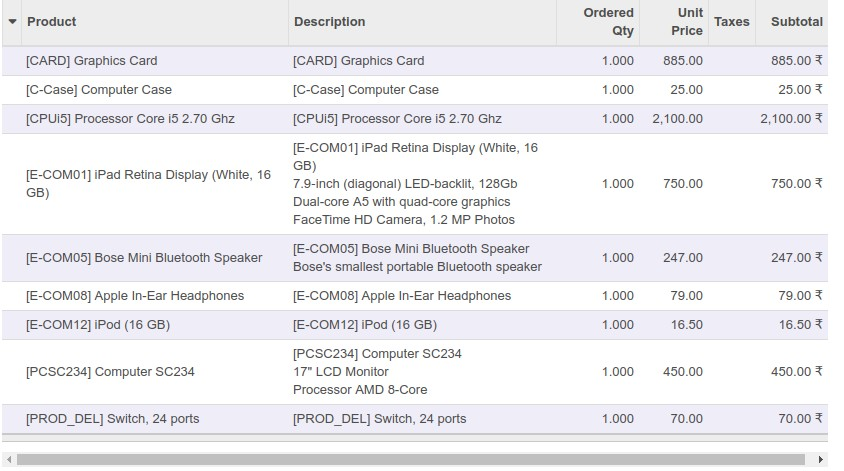 Product Description Ordered Qty Unit Price Taxes Subtotal
[CARD] Graphics Card [CARD] Graphics Card 1.000 885.00 885.00 ₹
[C-Case] Computer Case [C-Case] Computer Case 1.000 25.00 25.00 ₹
[CPUi5] Processor Core i5 2.70 Ghz [CPUi5] Processor Core i5 2.70 Ghz 1.000 2,100.00 2,100.00 ₹
[E-COM01] iPad Retina Display (White, 16
GB)
[E-COM01] iPad Retina Display (White, 16
GB)
7.9-inch (diagonal) LED-backlit, 128Gb
Dual-core A5 with quad-core graphics
FaceTime HD Camera, 1.2 MP Photos
1.000 750.00 750.00 ₹
[E-COM05] Bose Mini Bluetooth Speaker
[E-COM05] Bose Mini Bluetooth Speaker
Bose's smallest portable Bluetooth speaker
1.000 247.00 247.00 ₹
[E-COM08] Apple In-Ear Headphones [E-COM08] Apple In-Ear Headphones 1.000 79.00 79.00 ₹
[E-COM12] iPod (16 GB) [E-COM12] iPod (16 GB) 1.000 16.50 16.50 ₹
[PCSC234] Computer SC234
[PCSC234] Computer SC234
17" LCD Monitor
Processor AMD 8-Core
1.000 450.00 450.00 ₹
[PROD_DEL] Switch, 24 ports [PROD_DEL] Switch, 24 ports 1.000 70.00 70.00 ₹